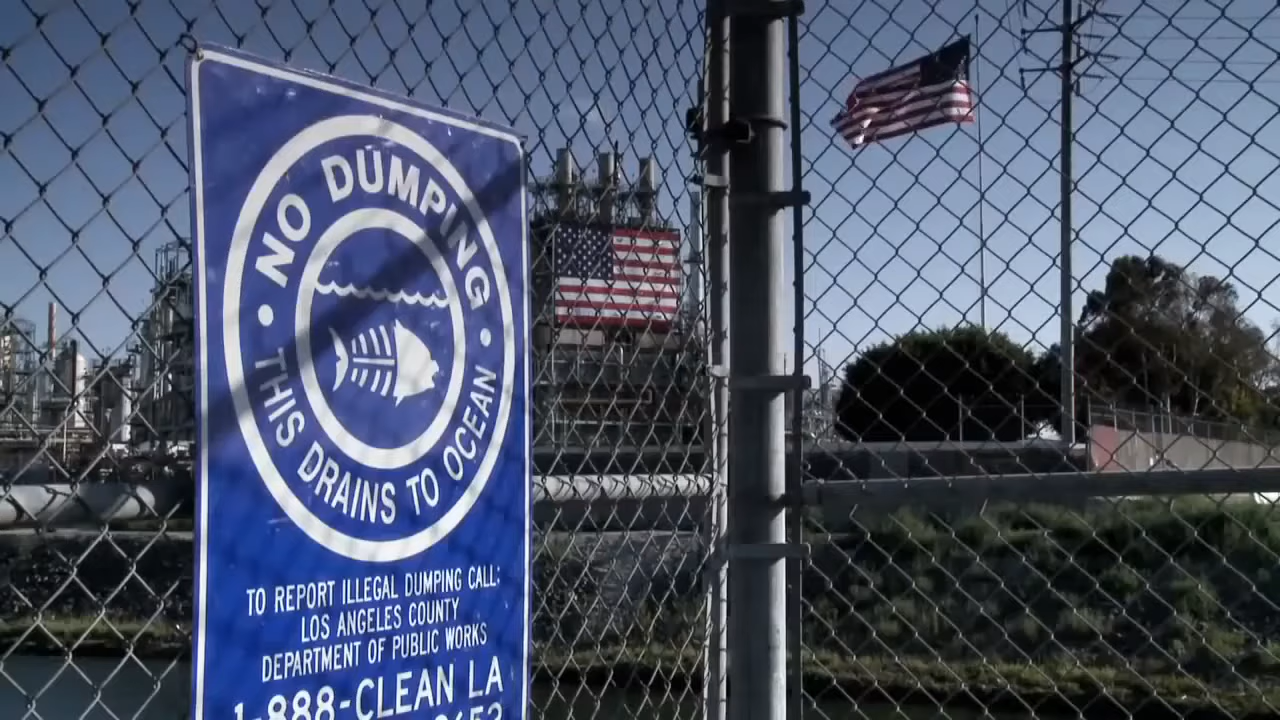 NO DUMPING
THIS DRAINS TO OCEAN
TO REPORT ILLEGAL DUMPING CALL:
LOS ANGELES COUNTY
DEPARTMENT OF PUBLIC WORKS
1-888-CLEAN LA